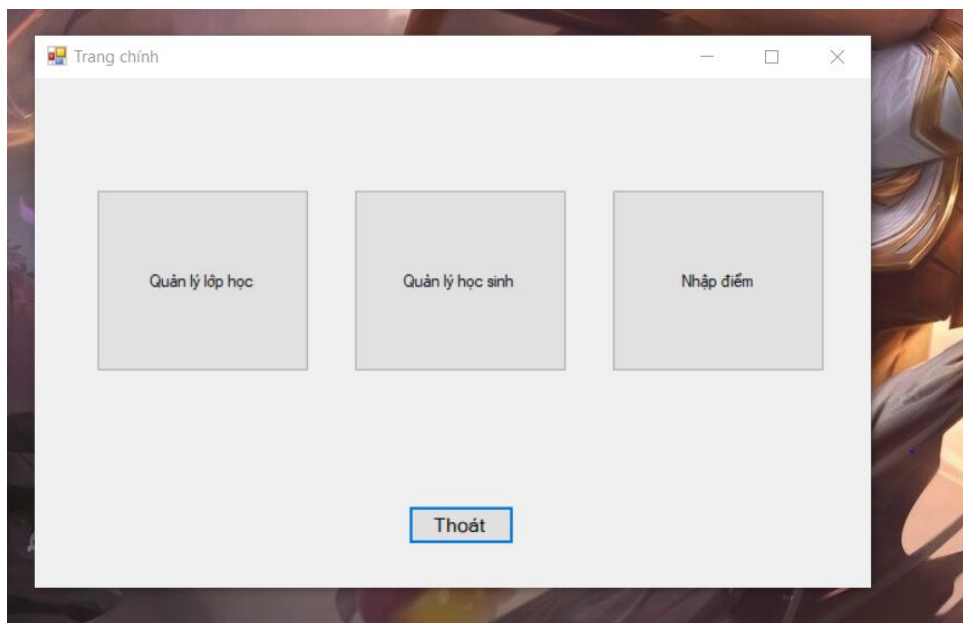 Trang chính
Quản lý lớp học
Quản lý học sinh
Nhập điểm
Thoát